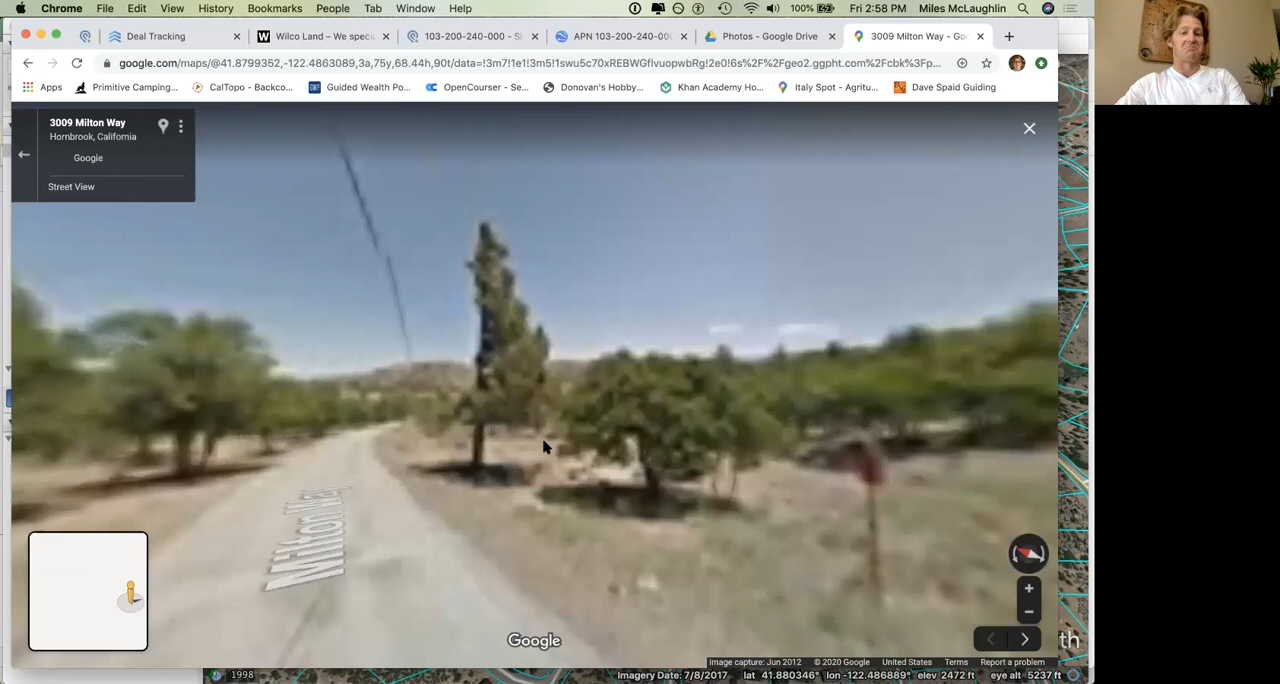 Chrome File Edit View History Bookmarks People Tab Window Help 100% Fri 2:58 PM Miles McLaughlin
Deal Tracking Wilco Land – We speci 103-200-240-000 - S APN 103-200-240-00 Photos - Google Drive 3009 Milton Way - Goo
google.com/maps/@41.8799352,-122.4863089,3a,75y,68.44h,90t/data=!3m7!1e1!3m5!1swu5c70xREBWGflvuopwbRg!2e0!6s%2F%2Fgeo2.ggpht.com%2Fcbk%3Fp...
Apps Primitive Camping... CalTopo - Backco... Guided Wealth Po... OpenCourser - Se... Donovan's Hobby... Khan Academy Ho... Italy Spot - Agritu... Dave Spaid Guiding
3009 Milton Way
Hornbrook, California
Google
Street View
Milton Way
Google
th
Image capture: Jun 2012 © 2020 Google United States Terms Report a problem
1998 Imagery Date: 7/8/2017 lat 41.880346° lon -122.486889° elev 2472 ft eye alt 5237 ft